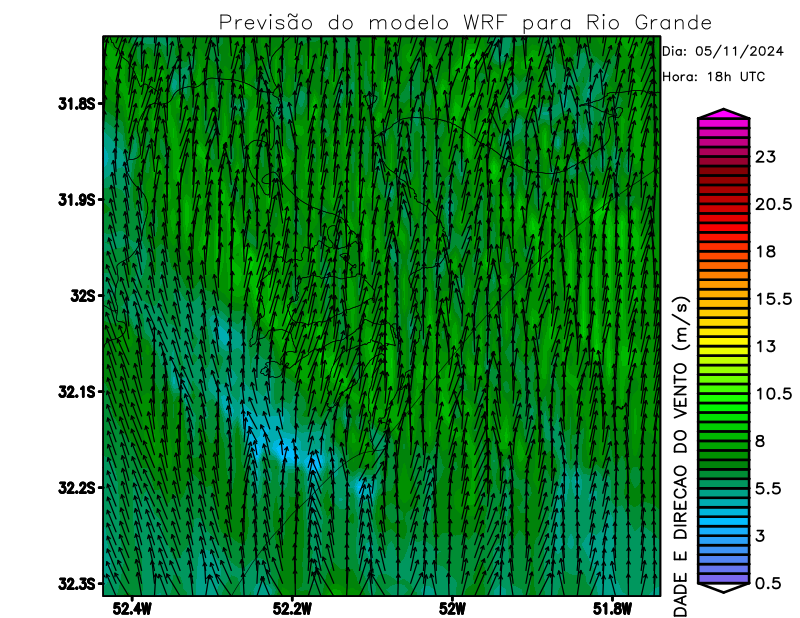 Previsão do modelo WRF para Rio Grande
Dia: 05/11/2024
Hora: 18h UTC
31.8S
31.9S
32S
32.1S
32.2S
32.3S
52.4W
52.2W
52W
51.8W
23
20.5
18
15.5
13
10.5
8
5.5
3
0.5
DADE E DIRECAO DO VENTO (m/s)